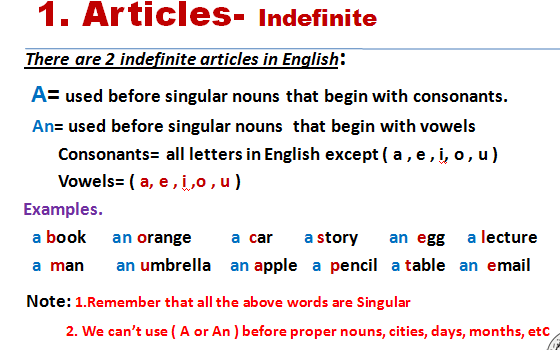 1. Articles- Indefinite
There are 2 indefinite articles in English:
A= used before singular nouns that begin with consonants.
An= used before singular nouns that begin with vowels
Consonants= all letters in English except ( a , e , i, o , u )
Vowels= ( a, e , i ,o , u )
Examples.
a book an orange a car a story an egg a lecture
a man an umbrella an apple a pencil a table an email
Note: 1.Remember that all the above words are Singular
2. We can't use ( A or An ) before proper nouns, cities, days, months, etc